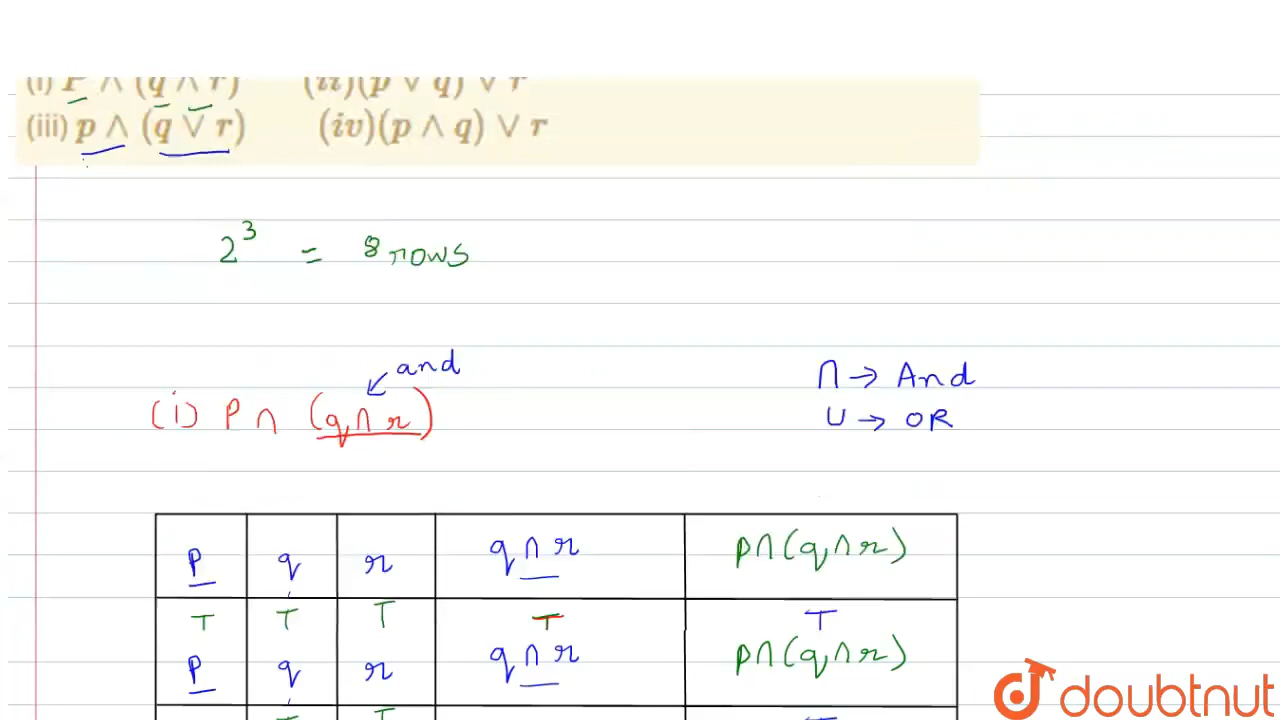 (i) P ∧ (q ∧ r) (ii)(p ∨ q) ∨ r
(iii) p ∧ (q ∨ r) (iv)(p ∧ q) ∨ r
2³ = 8 rows
and
(i) P ∩ (q ∩ r)
∩ → And
∪ → OR
p q r q ∩ r p∩(q∩r)
T T T T T
p q r q ∩ r p∩(q∩r)
T T T
doubtnut